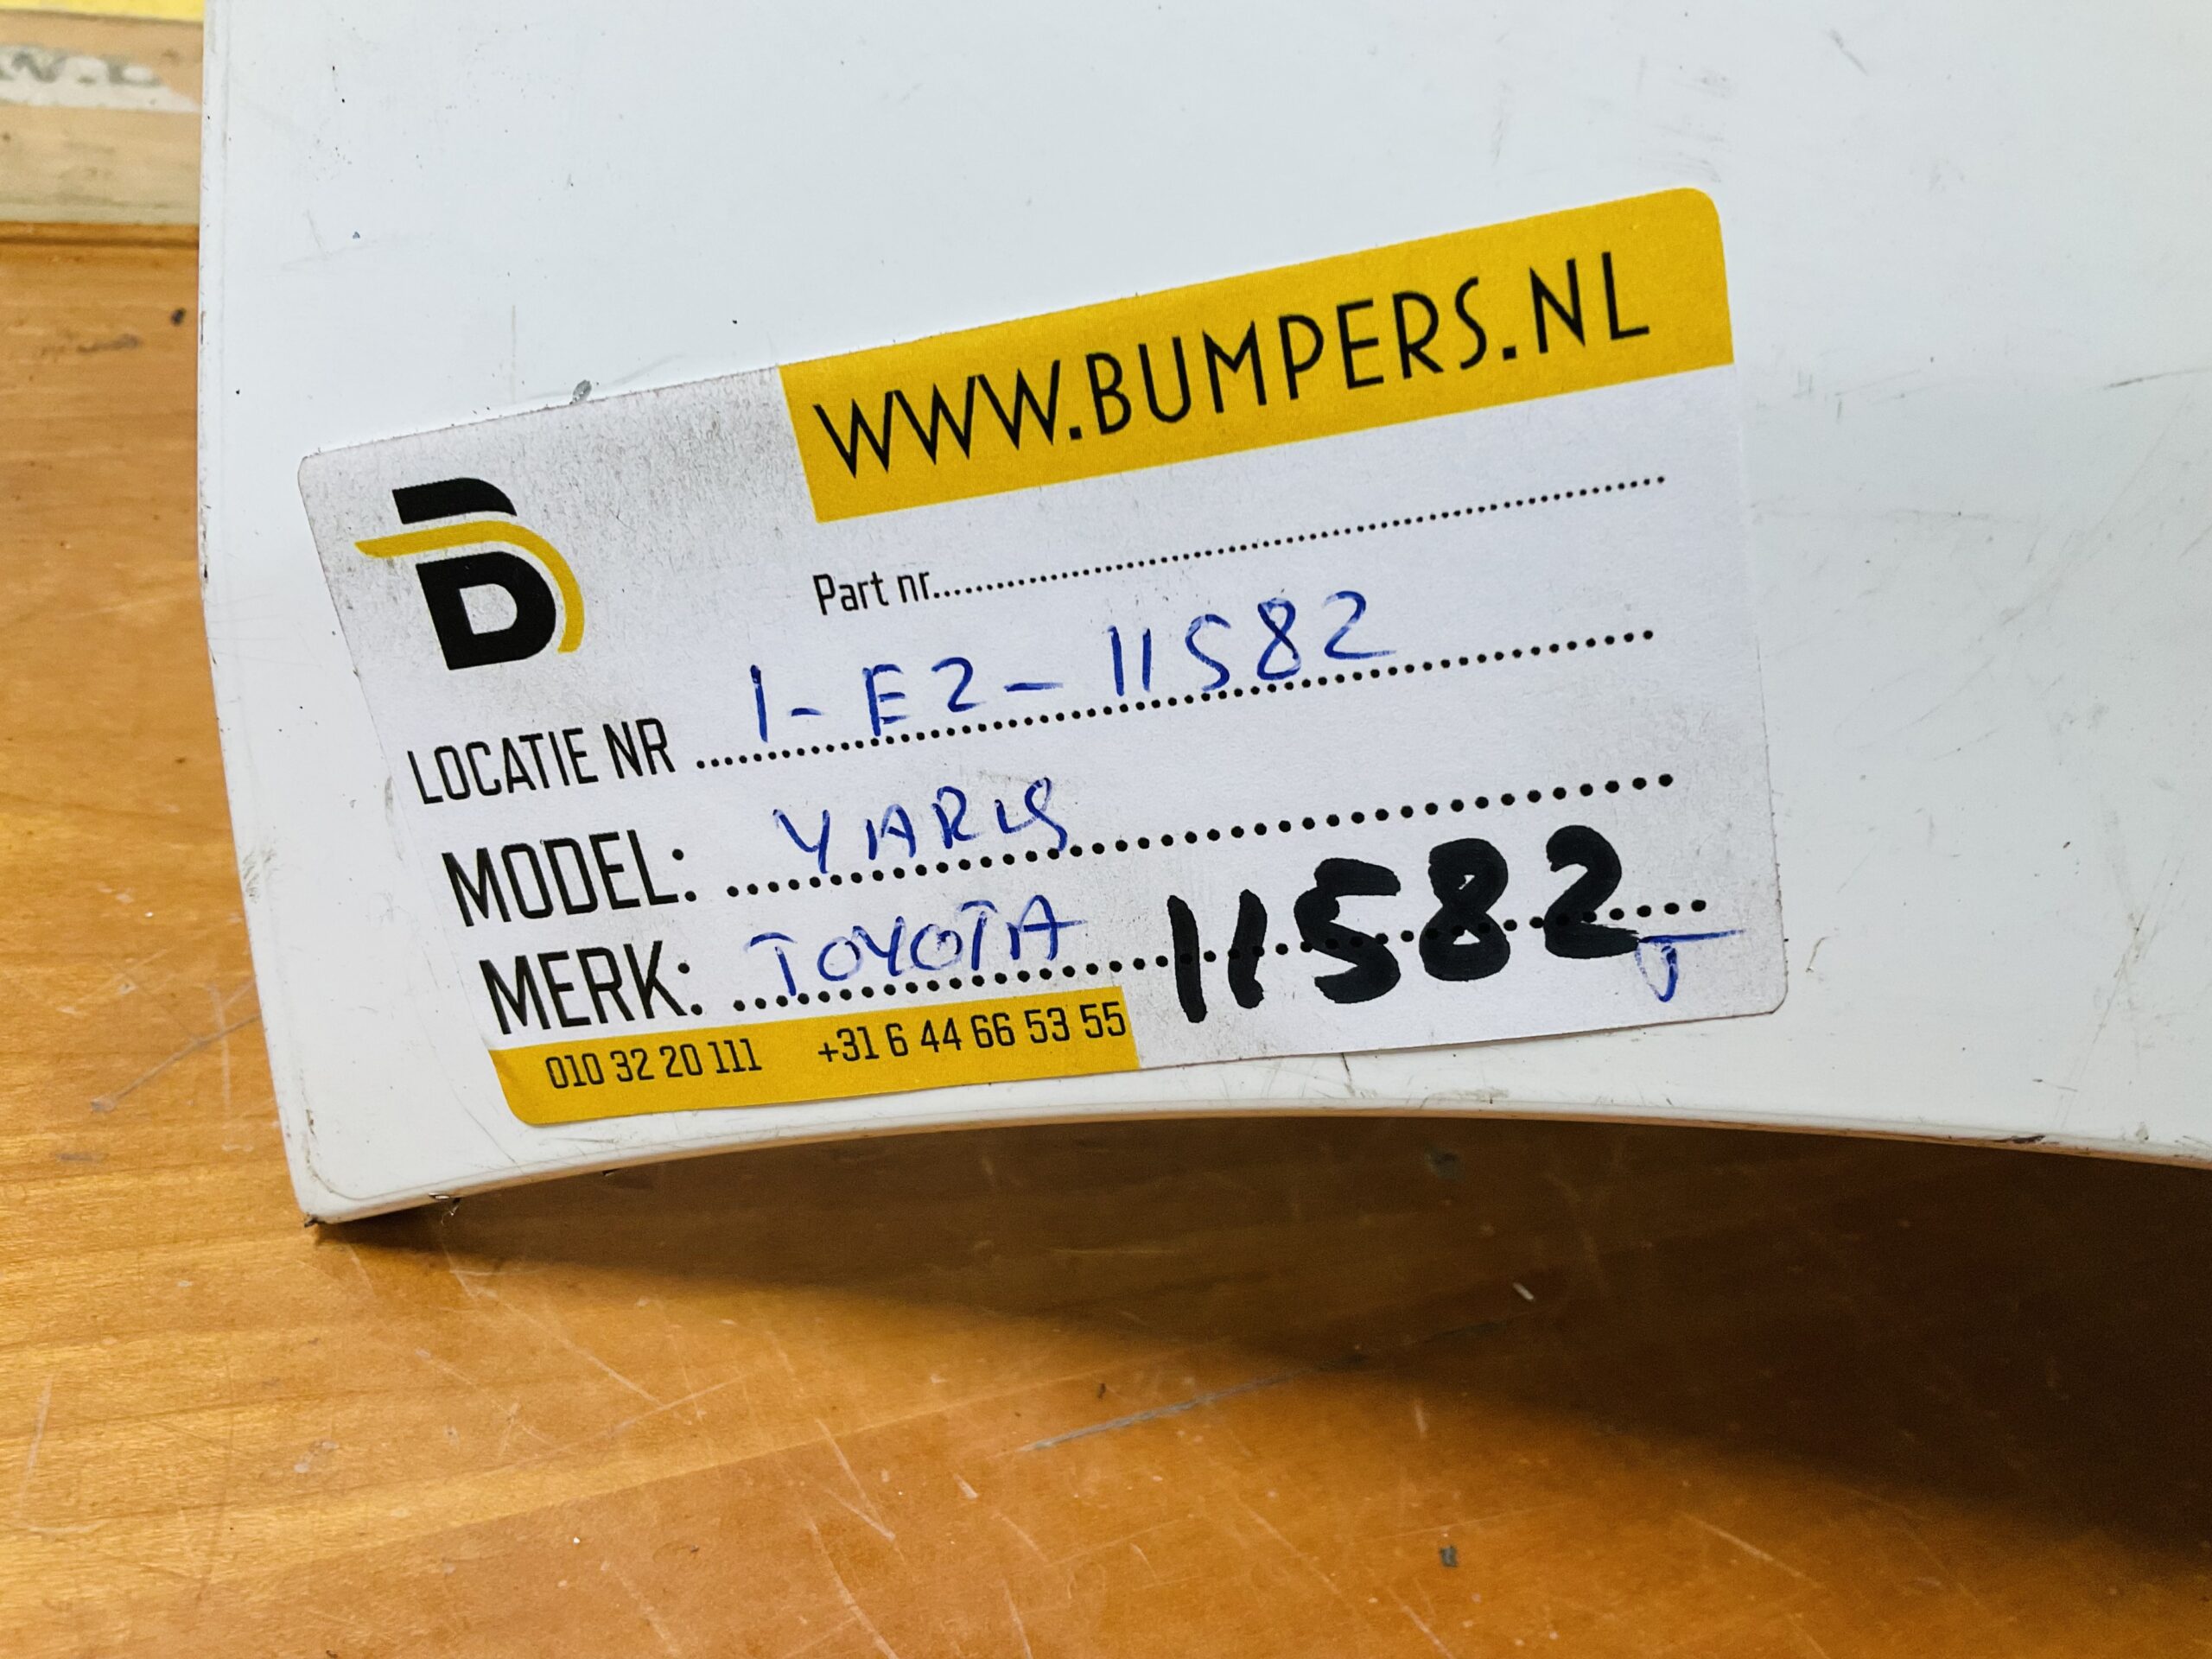 WWW.BUMPERS.NL
B
Part nr........................................................
LOCATIE NR 1-E2-11582
MODEL: YARIS
MERK: TOYOTA 11582
010 32 20 111 +31 6 44 66 53 55